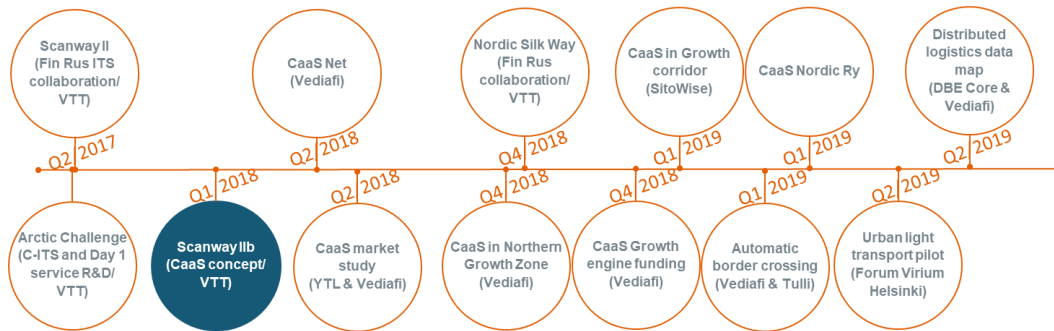 Scanway II
(Fin Rus ITS
collaboration/
VTT)
CaaS Net
(Vediafi)
Nordic Silk Way
(Fin Rus
collaboration/
VTT)
CaaS in Growth
corridor
(SitoWise)
CaaS Nordic Ry
Distributed
logistics data
map
(DBE Core &
Vediafi)
Q2 2017
Q1 2018
Q2 2018
Q2 2018
Q4 2018
Q4 2018
Q4 2018
Q1 2019
Q1 2019
Q1 2019
Q2 2019
Q2 2019
Arctic Challenge
(C-ITS and Day 1
service R&D/
VTT)
Scanway IIb
(CaaS concept/
VTT)
CaaS market
study
(YTL & Vediafi)
CaaS in Northern
Growth Zone
(Vediafi)
CaaS Growth
engine funding
(Vediafi)
Automatic
border crossing
(Vediafi & Tulli)
Urban light
transport pilot
(Forum Virium
Helsinki)